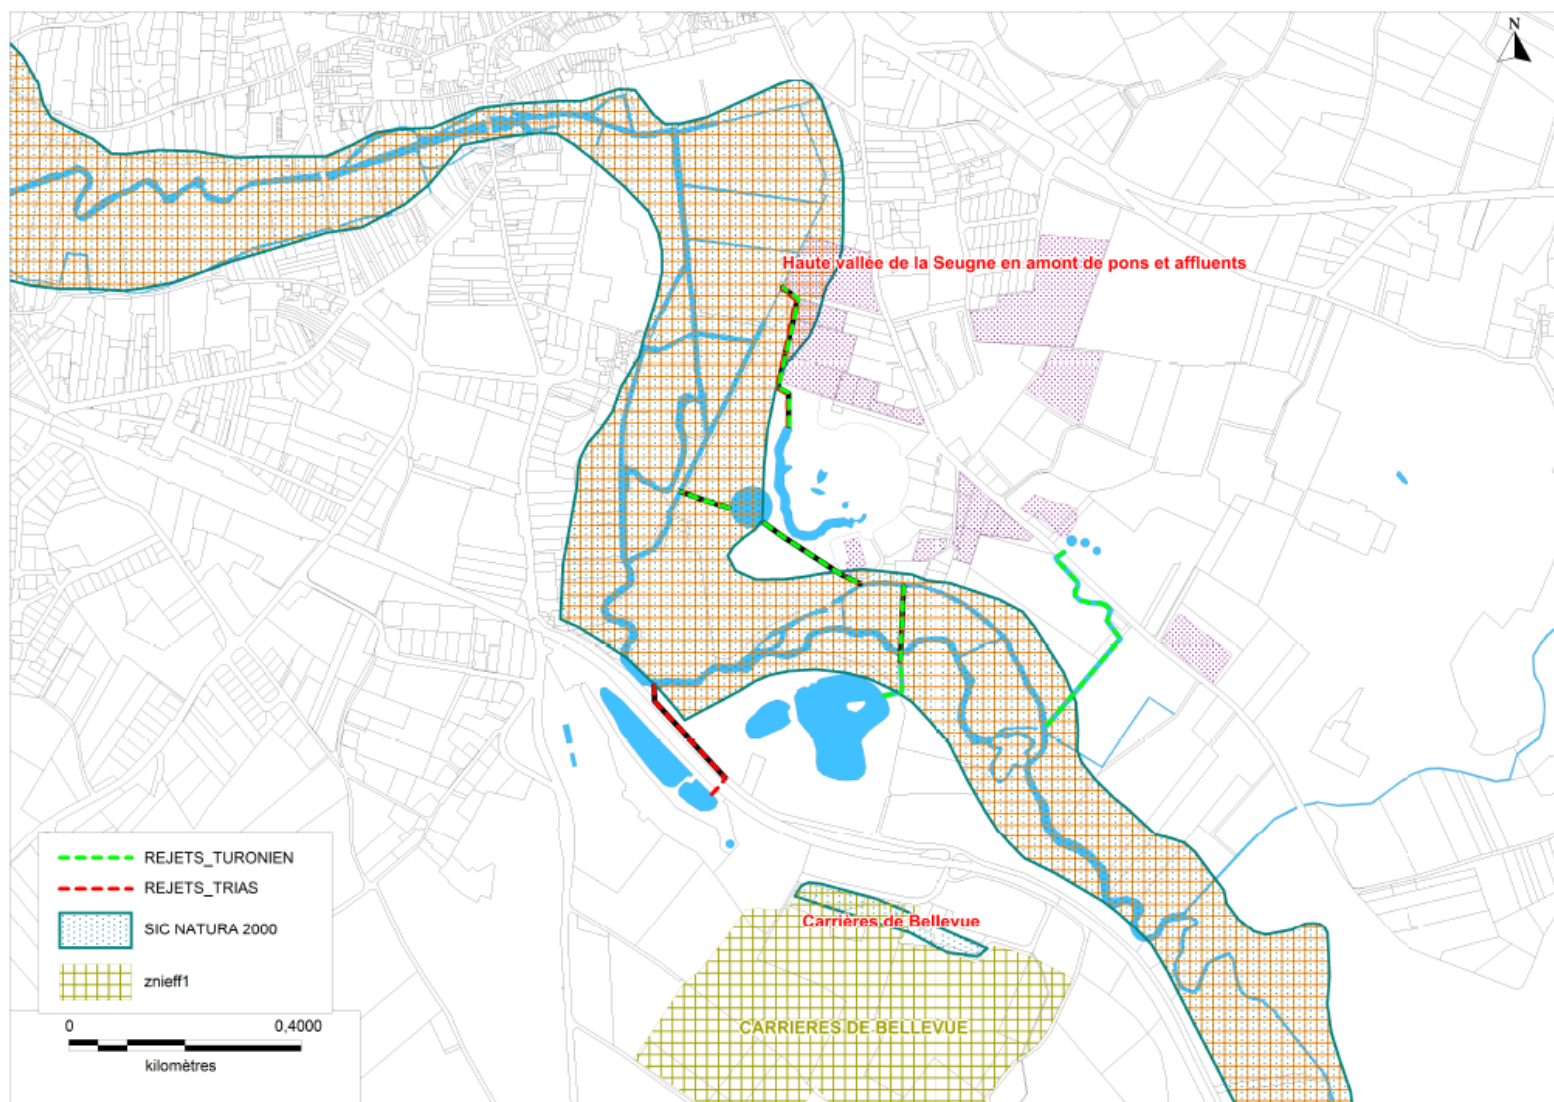 N
Haute vallée de la Seugne en amont de pons et affluents
REJETS_TURONIEN
REJETS_TRIAS
SIC NATURA 2000
znieff1
Carrières de Bellevue
CARRIERES DE BELLEVUE
0 0,4000
kilomètres